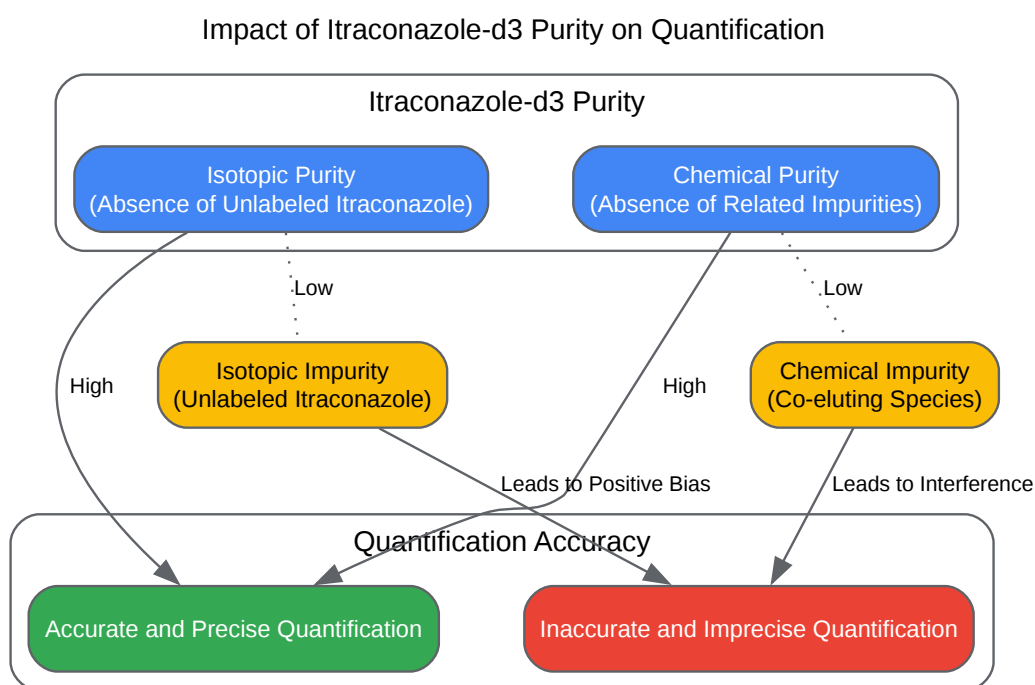 Impact of Itraconazole-d3 Purity on Quantification
Itraconazole-d3 Purity
Isotopic Purity
(Absence of Unlabeled Itraconazole)
Chemical Purity
(Absence of Related Impurities)
Low
Low
High
Isotopic Impurity
(Unlabeled Itraconazole)
High
Chemical Impurity
(Co-eluting Species)
Leads to Positive Bias
Leads to Interference
Quantification Accuracy
Accurate and Precise Quantification
Inaccurate and Imprecise Quantification